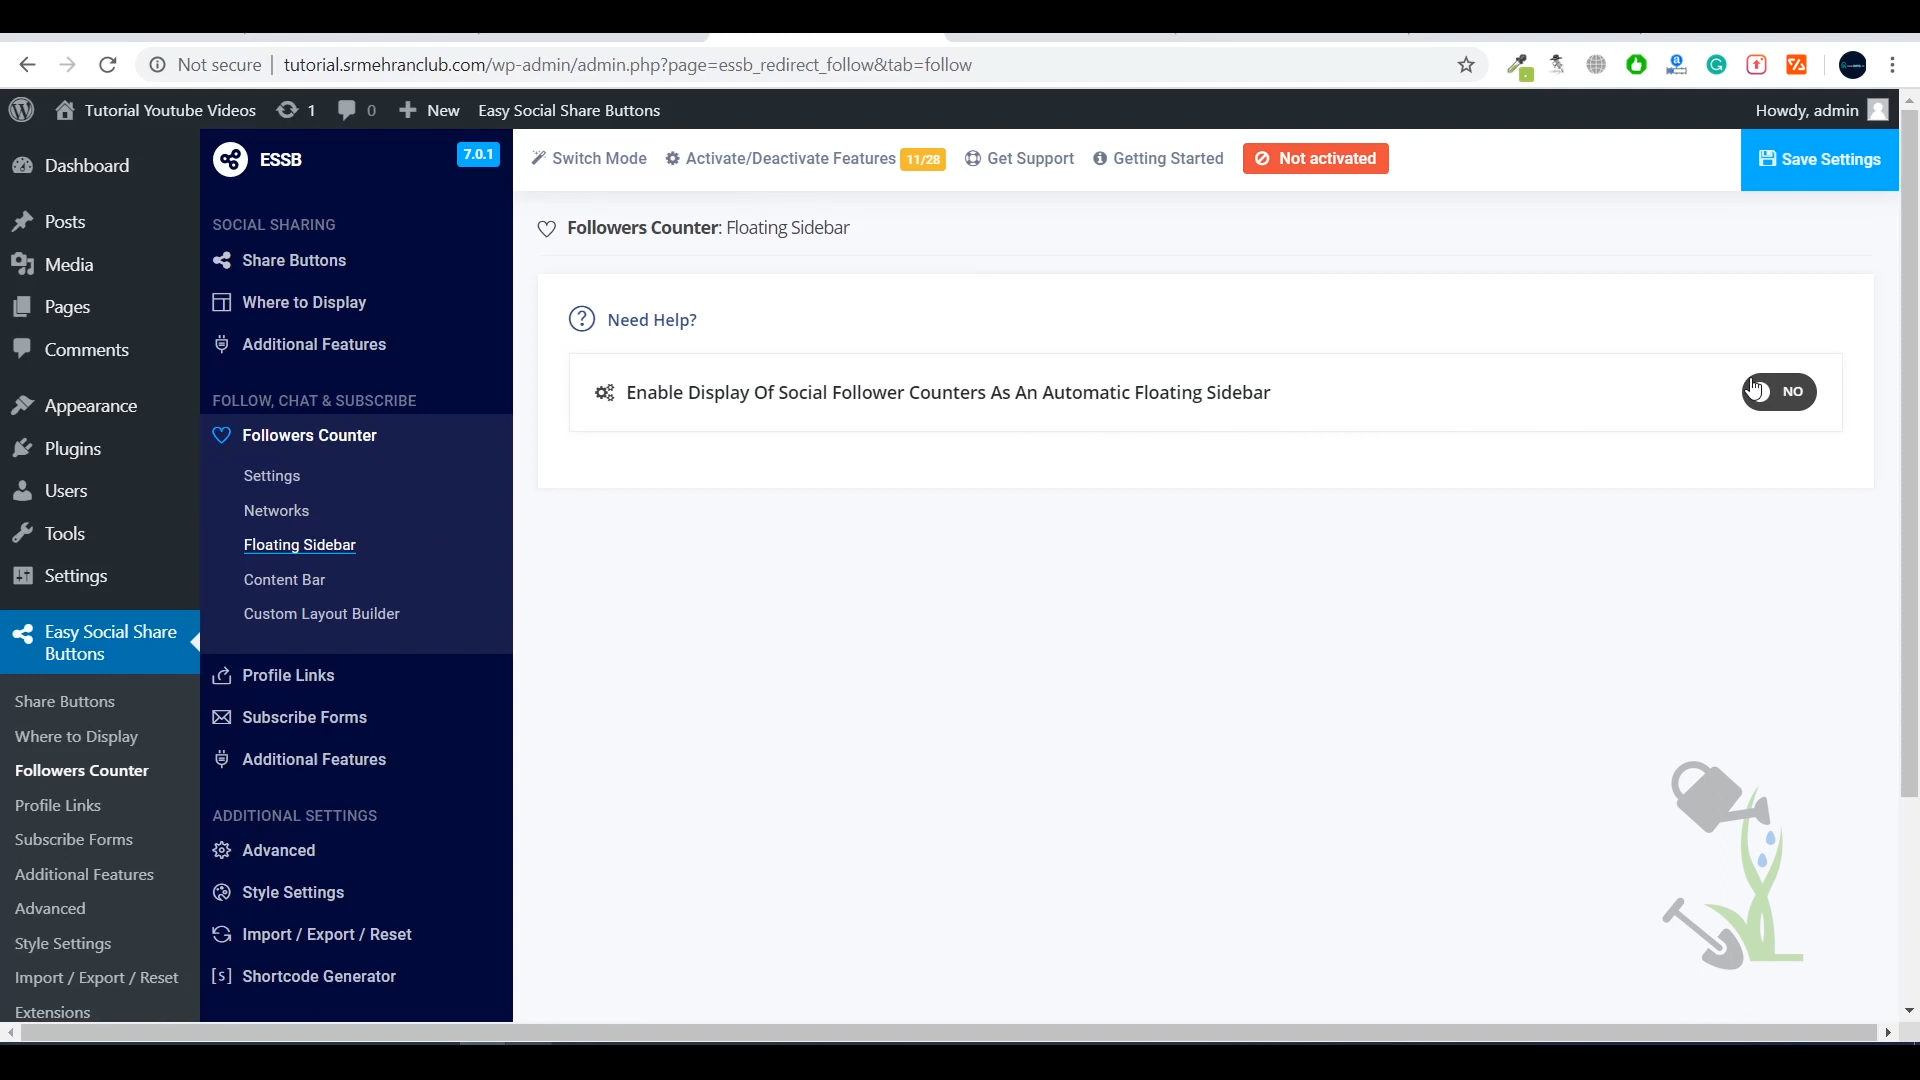 Not secure | tutorial.srmehranclub.com/wp-admin/admin.php?page=essb_redirect_follow&tab=follow
Tutorial Youtube Videos 1 0 New Easy Social Share Buttons Howdy, admin
Dashboard
Posts
Media
Pages
Comments
Appearance
Plugins
Users
Tools
Settings
Easy Social Share
Buttons
Share Buttons
Where to Display
Followers Counter
Profile Links
Subscribe Forms
Additional Features
Advanced
Style Settings
Import / Export / Reset
Extensions
ESSB 7.0.1
SOCIAL SHARING
Share Buttons
Where to Display
Additional Features
FOLLOW, CHAT & SUBSCRIBE
Followers Counter
Settings
Networks
Floating Sidebar
Content Bar
Custom Layout Builder
Profile Links
Subscribe Forms
Additional Features
ADDITIONAL SETTINGS
Advanced
Style Settings
Import / Export / Reset
[s] Shortcode Generator
Switch Mode Activate/Deactivate Features 11/28 Get Support Getting Started Not activated Save Settings
Followers Counter: Floating Sidebar
Need Help?
Enable Display Of Social Follower Counters As An Automatic Floating Sidebar NO